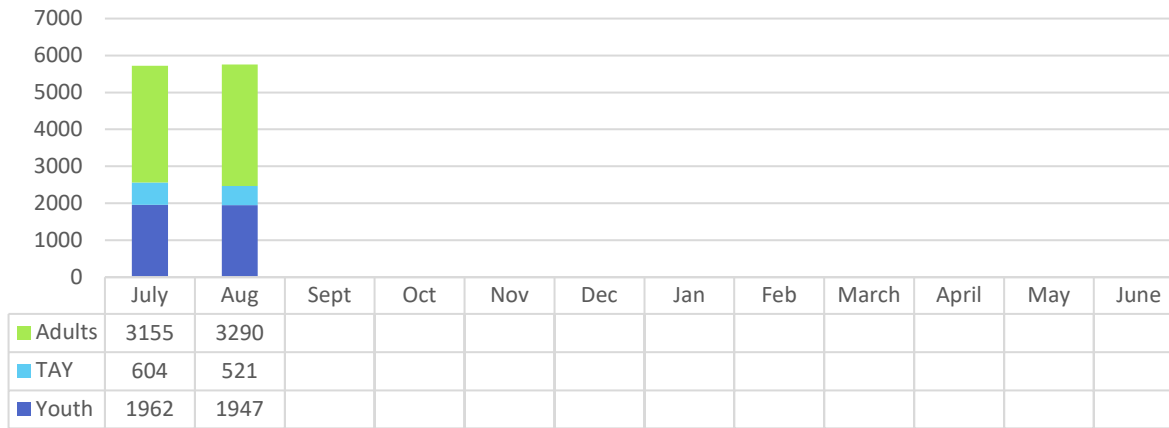 7000
6000
5000
4000
3000
2000
1000
0
July Aug Sept Oct Nov Dec Jan Feb March April May June
Adults 3155 3290
TAY 604 521
Youth 1962 1947